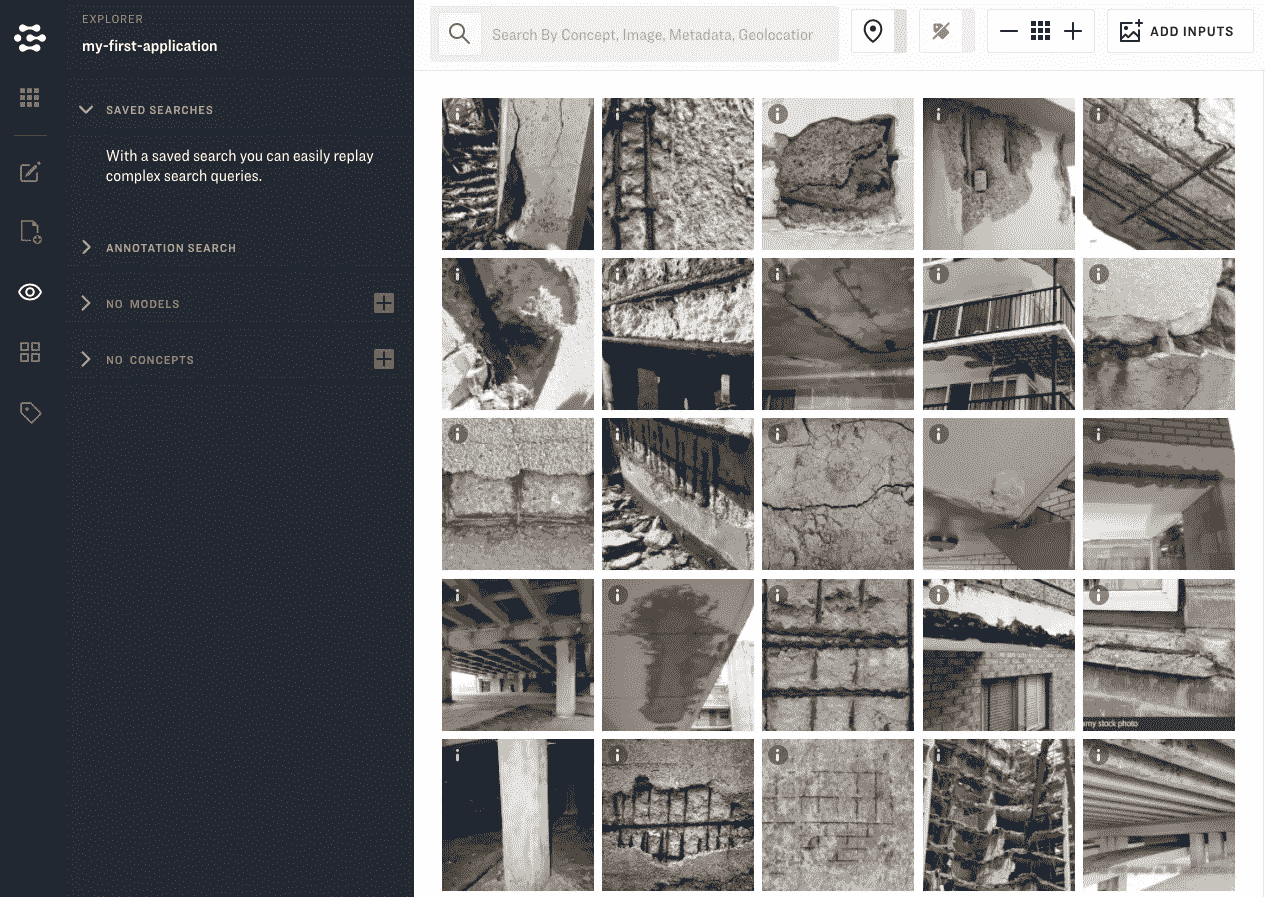 EXPLORER
my-first-application
SAVED SEARCHES
With a saved search you can easily replay
complex search queries.
ANNOTATION SEARCH
NO MODELS
NO CONCEPTS
Search By Concept, Image, Metadata, Geolocation
ADD INPUTS
amy stock photo